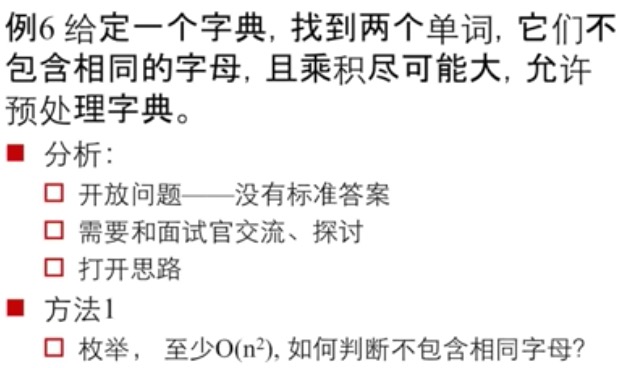 例6 给定一个字典, 找到两个单词, 它们不
包含相同的字母, 且乘积尽可能大, 允许
预处理字典。
分析:
开放问题——没有标准答案
需要和面试官交流、探讨
打开思路
方法1
枚举， 至少O(n²), 如何判断不包含相同字母?